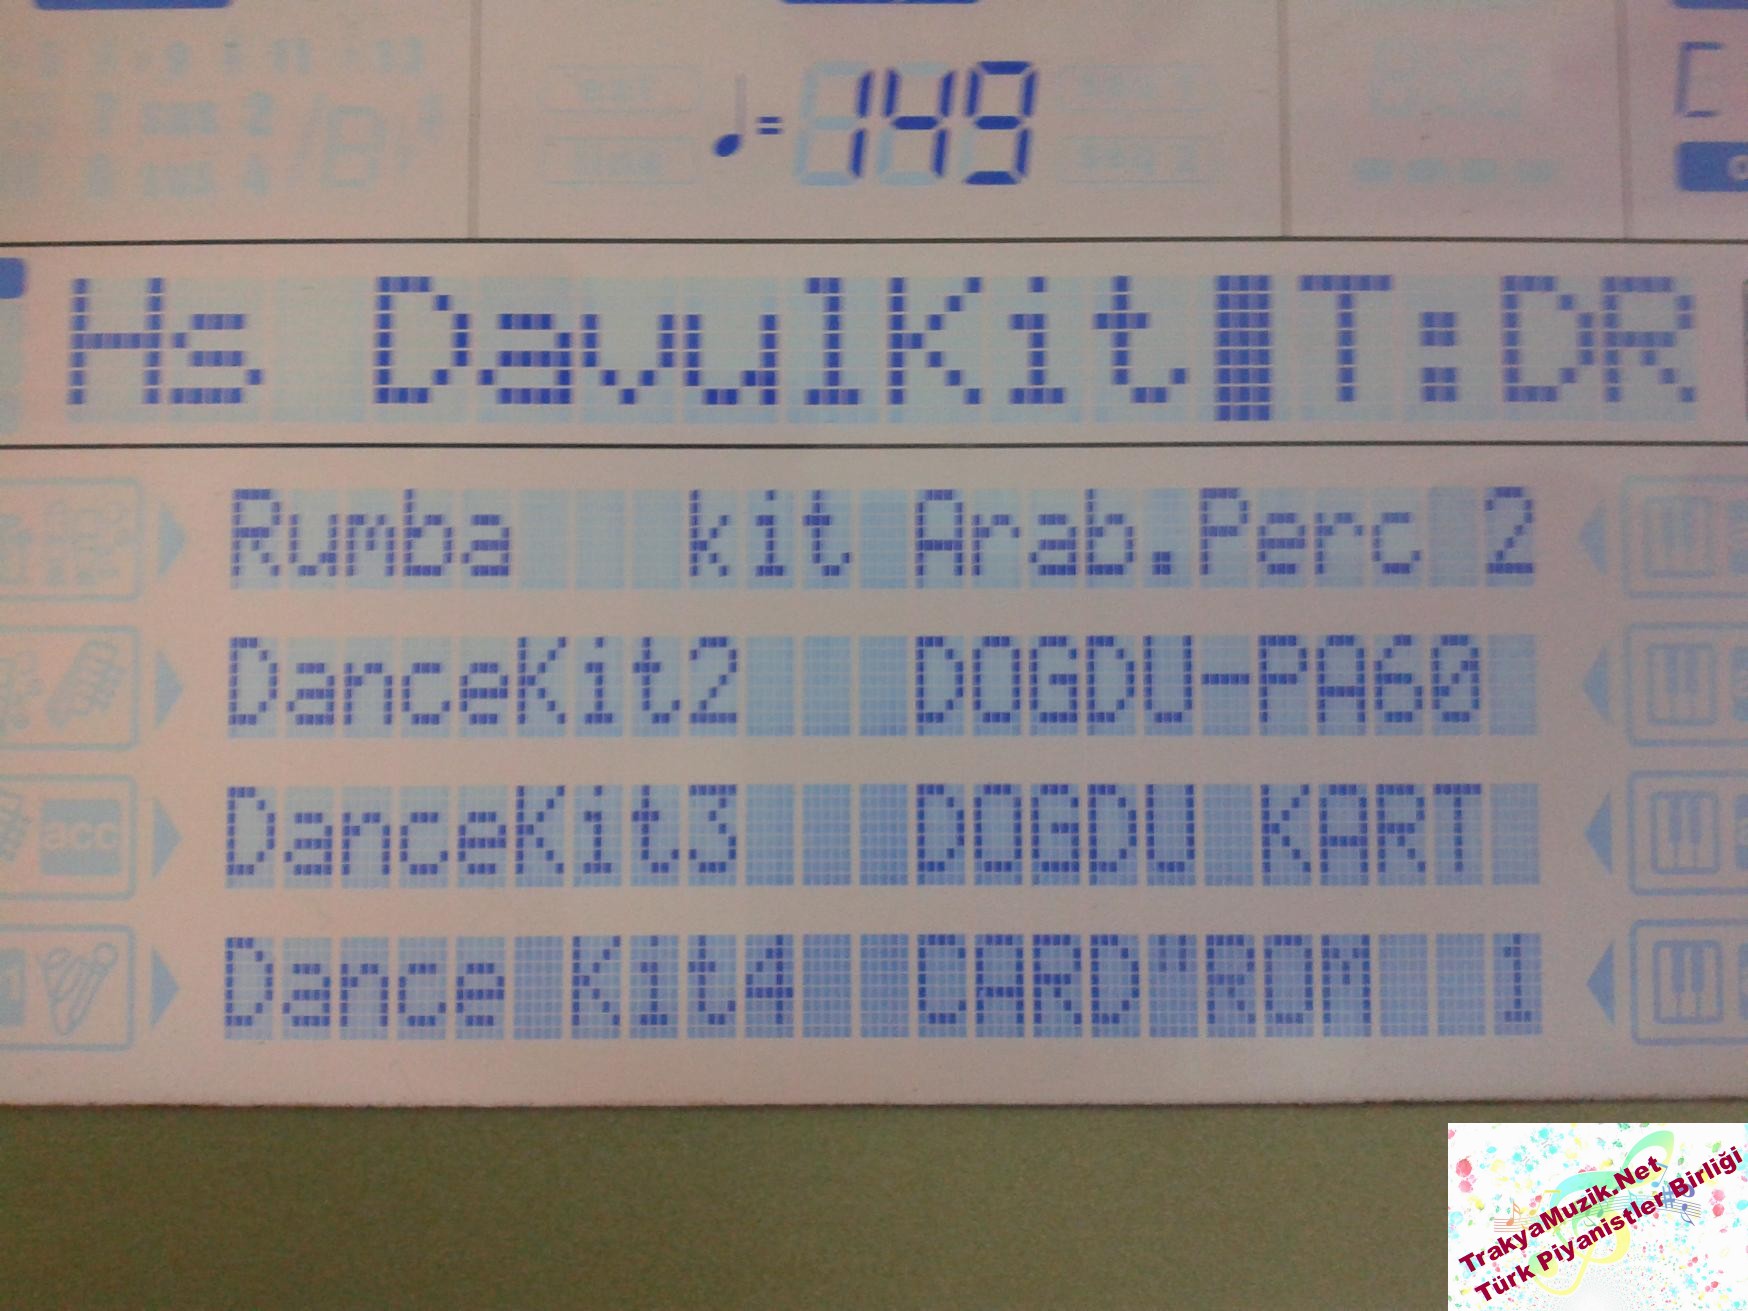 ♩=149
Hs DavulKit T:DR
Rumba kit Arab.Perc 2
DanceKit2 DOGDU-PA60
DanceKit3 DOGDU KART
acc
Dance Kit4 CARD"ROM 1
TrakyaMuzik.Net
Türk Piyanistler Birliği